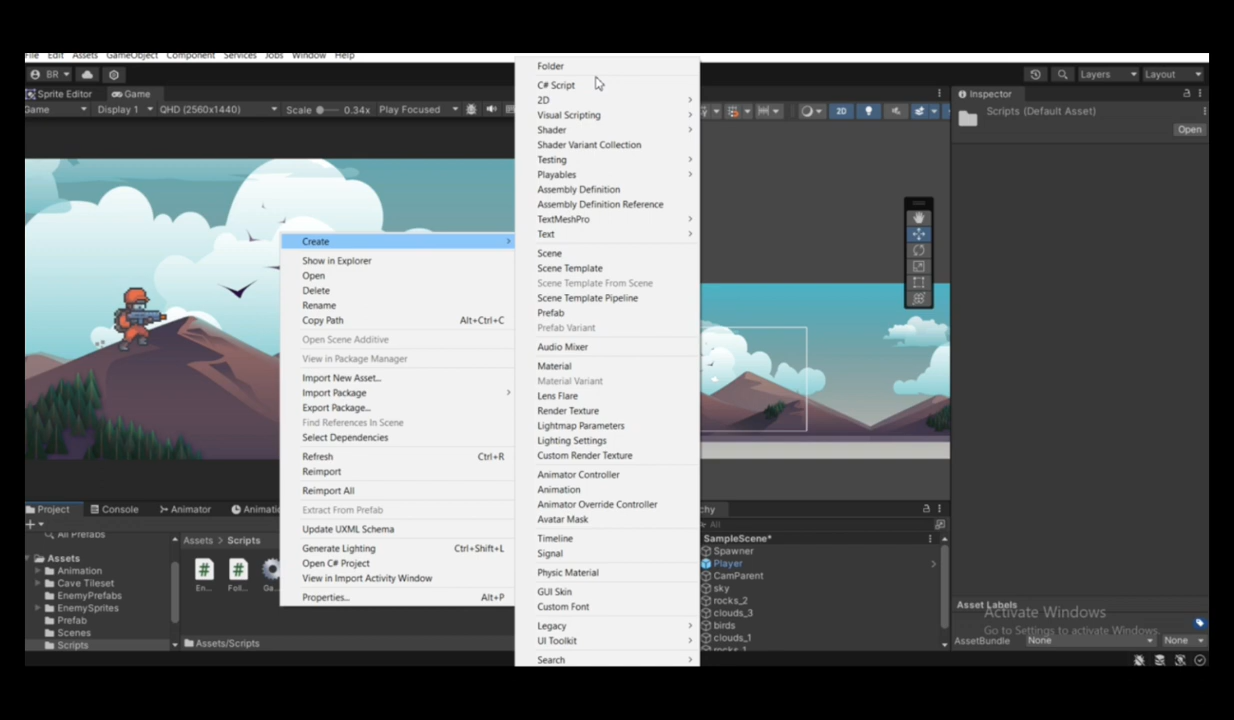 File Edit Assets GameObject Component Services Jobs Window Help
BR
Layers Layout
Sprite Editor Game
Game Display 1 QHD (2560x1440) Scale 0.34x Play Focused
2D
Inspector
Scripts (Default Asset)
Open
Create
Show in Explorer
Open
Delete
Rename
Copy Path Alt+Ctrl+C
Open Scene Additive
View in Package Manager
Import New Asset...
Import Package
Export Package...
Find References In Scene
Select Dependencies
Refresh Ctrl+R
Reimport
Reimport All
Extract From Prefab
Update UXML Schema
Generate Lighting Ctrl+Shift+L
Open C# Project
View in Import Activity Window
Properties... Alt+P
Folder
C# Script
2D
Visual Scripting
Shader
Shader Variant Collection
Testing
Playables
Assembly Definition
Assembly Definition Reference
TextMeshPro
Text
Scene
Scene Template
Scene Template From Scene
Scene Template Pipeline
Prefab
Prefab Variant
Audio Mixer
Material
Material Variant
Lens Flare
Render Texture
Lightmap Parameters
Lighting Settings
Custom Render Texture
Animator Controller
Animation
Animator Override Controller
Avatar Mask
Timeline
Signal
Physic Material
GUI Skin
Custom Font
Legacy
UI Toolkit
Search
Project Console Animator Animatio
All Prefabs
Assets
Animation
Cave Tileset
EnemyPrefabs
EnemySprites
Prefab
Scenes
Scripts
Assets > Scripts
En... Foll... Ga...
Assets/Scripts
chy
All
SampleScene*
Spawner
Player
CamParent
sky
rocks_2
clouds_3
birds
clouds_1
rocks_1
Asset Labels
Activate Windows
Go to Settings to activate Windows.
AssetBundle None None